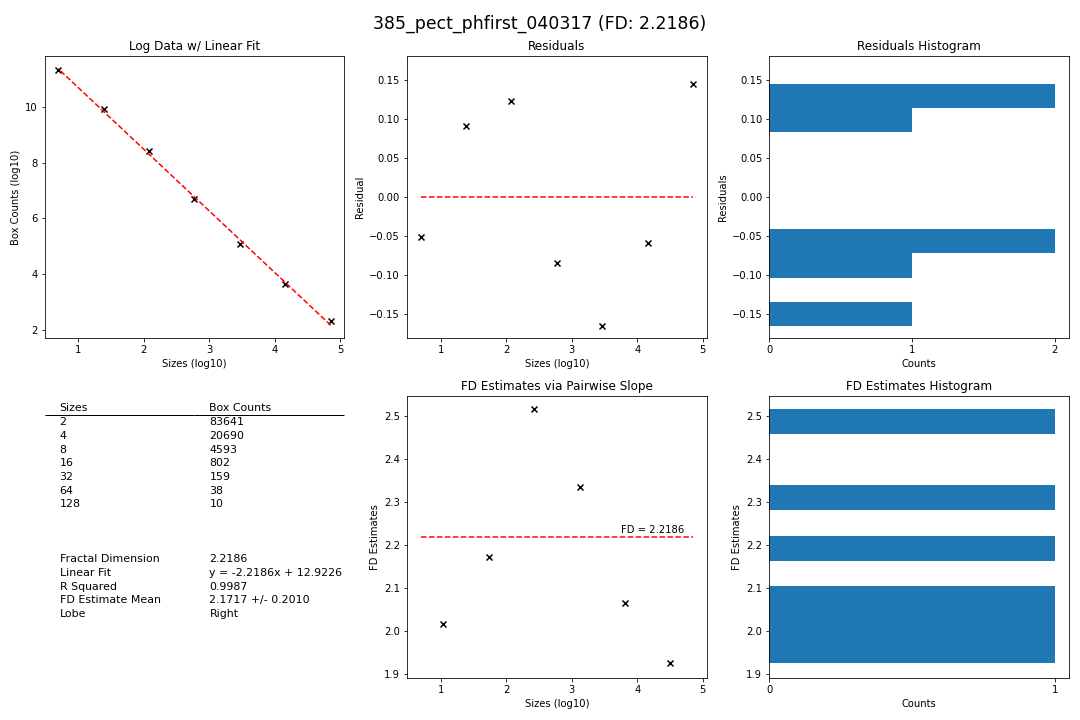 385_pect_phfirst_040317 (FD: 2.2186)
Log Data w/ Linear Fit
10
8
6
4
2
Box Counts (log10)
1 2 3 4 5
Sizes (log10)
Residuals
0.15
0.10
0.05
0.00
−0.05
−0.10
−0.15
Residual
1 2 3 4 5
Sizes (log10)
Residuals Histogram
0.15
0.10
0.05
0.00
−0.05
−0.10
−0.15
Residuals
0 1 2
Counts
Sizes Box Counts
2 83641
4 20690
8 4593
16 802
32 159
64 38
128 10
Fractal Dimension 2.2186
Linear Fit y = -2.2186x + 12.9226
R Squared 0.9987
FD Estimate Mean 2.1717 +/- 0.2010
Lobe Right
FD Estimates via Pairwise Slope
2.5
2.4
2.3
2.2
2.1
2.0
1.9
FD Estimates
FD = 2.2186
1 2 3 4 5
Sizes (log10)
FD Estimates Histogram
2.5
2.4
2.3
2.2
2.1
2.0
1.9
FD Estimates
0 1
Counts